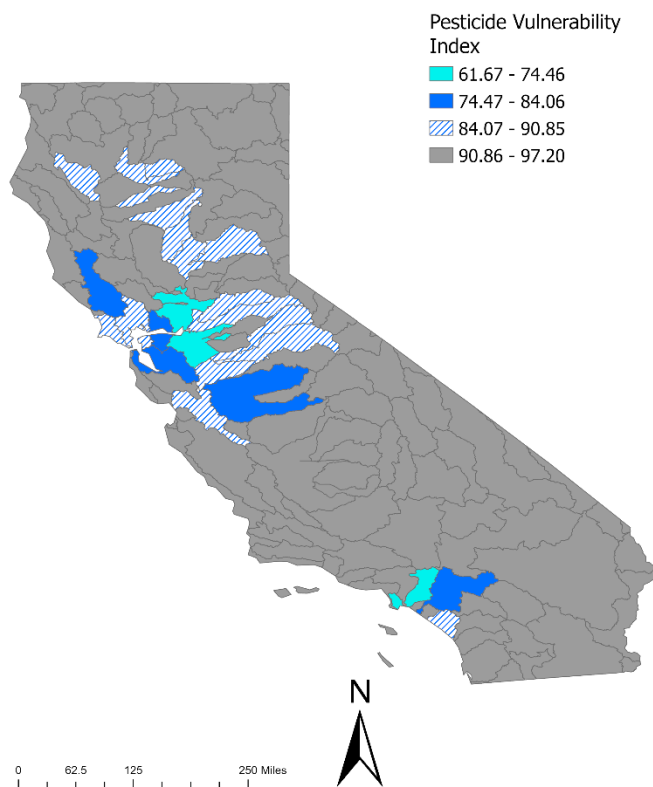 Pesticide Vulnerability
Index
61.67 - 74.46
74.47 - 84.06
84.07 - 90.85
90.86 - 97.20
N
0 62.5 125 250 Miles